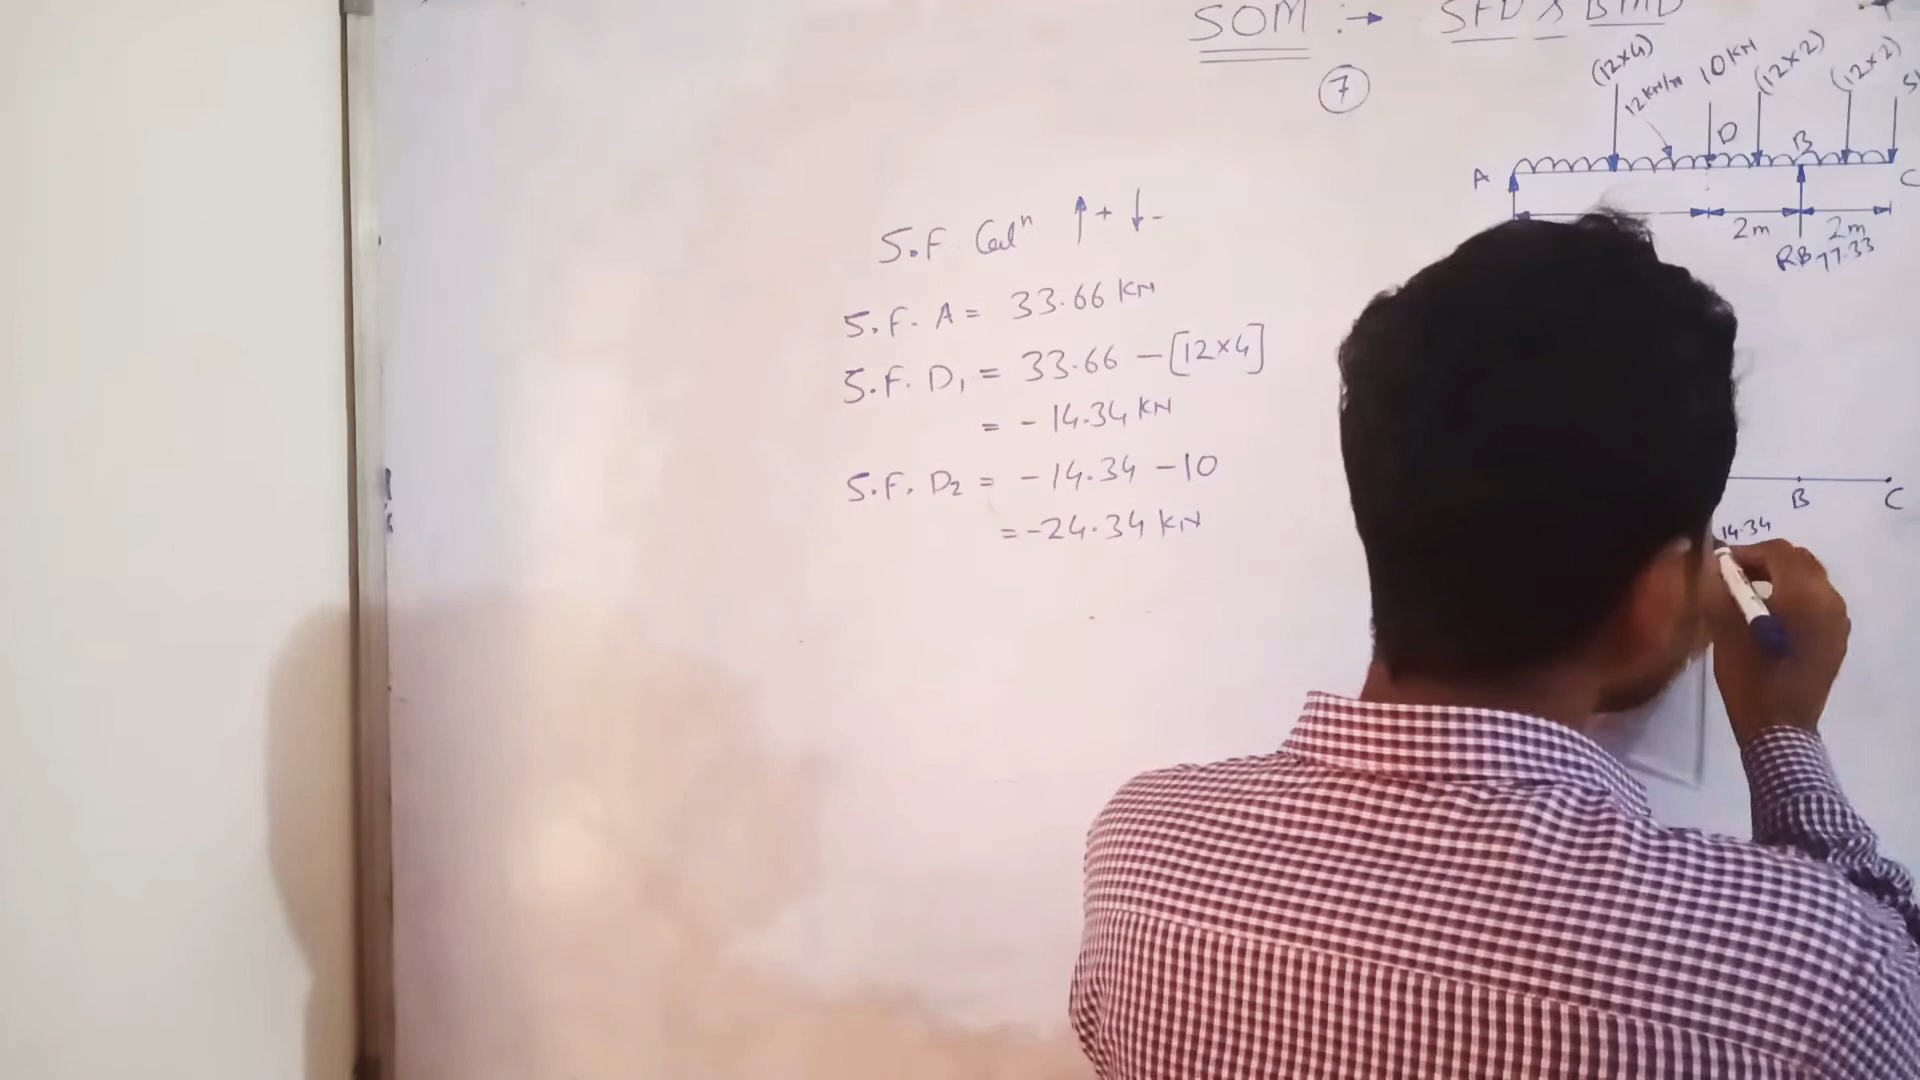 SOM :→ SFD & BMD
7
(12×4)
12 KN/m
10 KN
(12×2)
(12×2)
A
D
B
C
2m
2m
RB 77.33
S.F Calⁿ ↑+ ↓-
S.F. A = 33.66 KN
S.F. D₁ = 33.66 - [12×4]
= - 14.34 KN
S.F. D₂ = - 14.34 - 10
= -24.34 KN
B
C
14.34